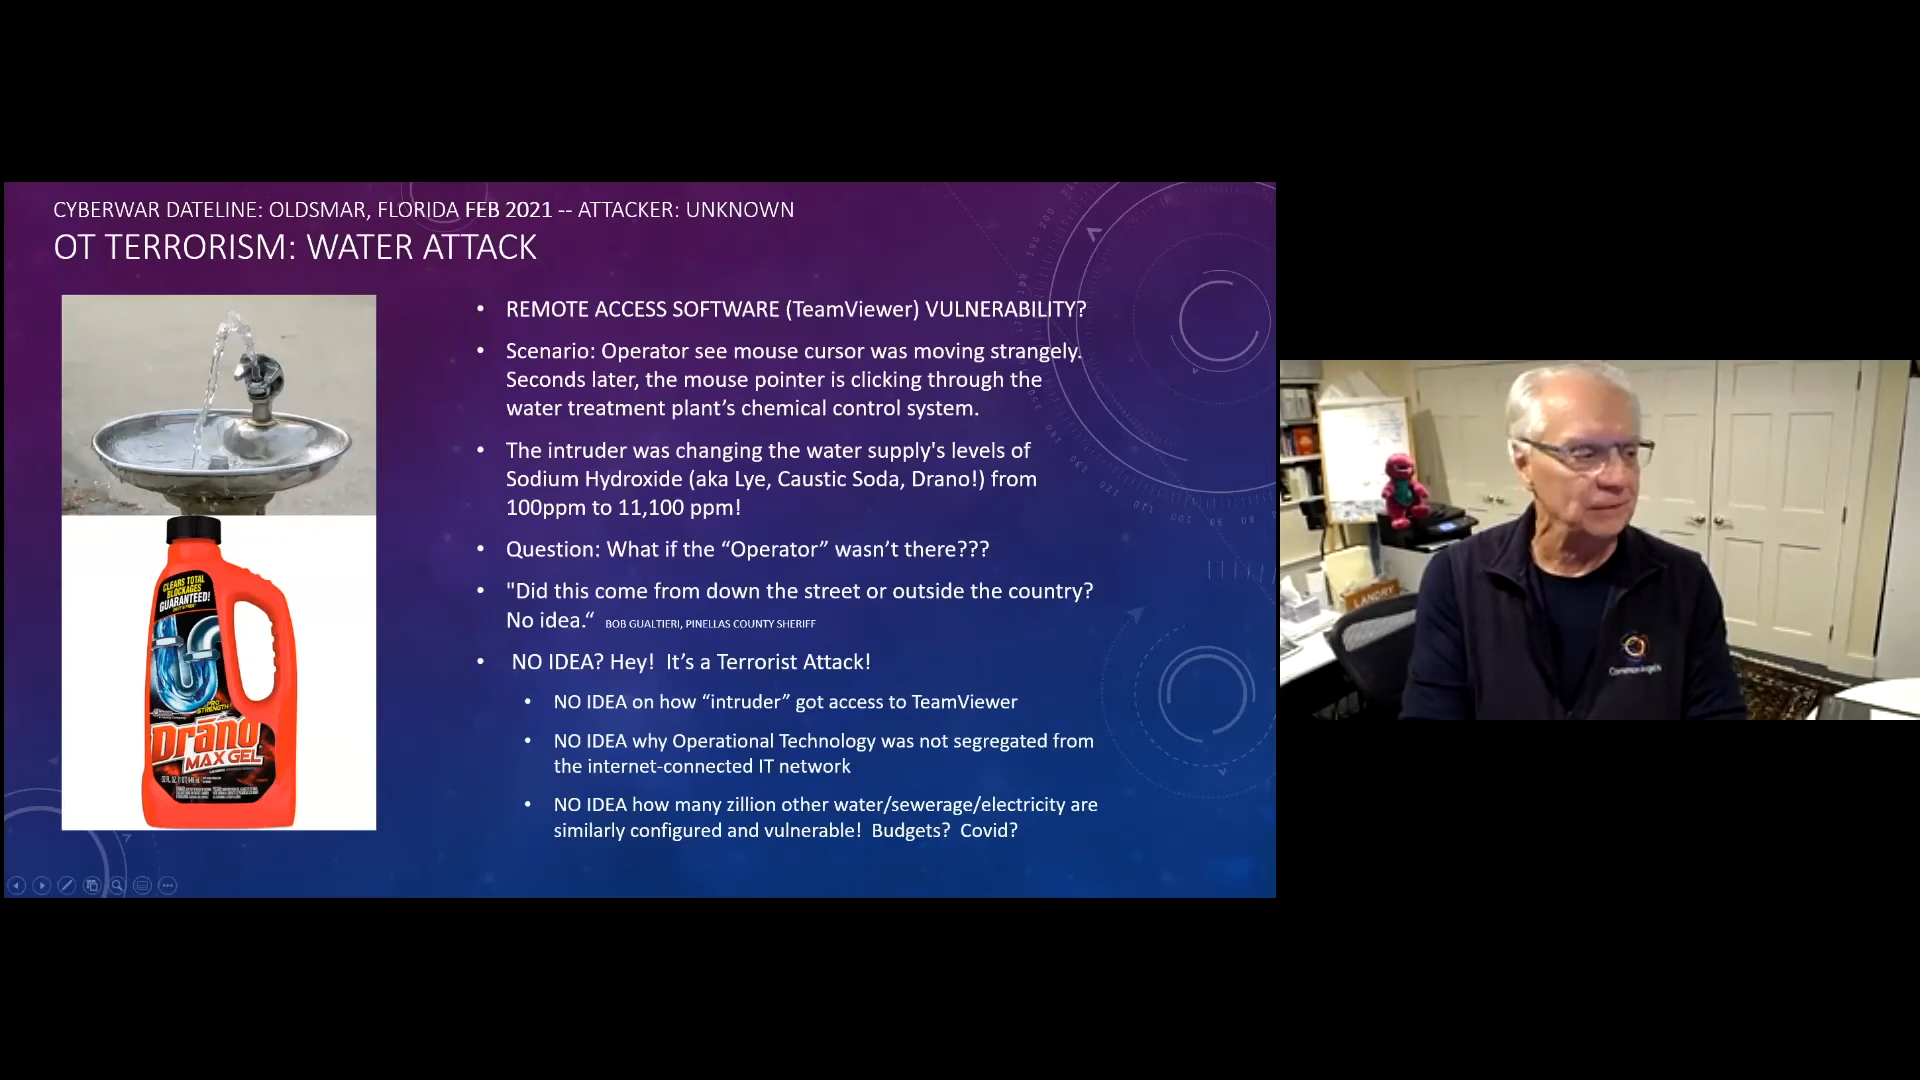 CYBERWAR DATELINE: OLDSMAR, FLORIDA FEB 2021 -- ATTACKER: UNKNOWN
OT TERRORISM: WATER ATTACK
• REMOTE ACCESS SOFTWARE (TeamViewer) VULNERABILITY?
• Scenario: Operator see mouse cursor was moving strangely.
Seconds later, the mouse pointer is clicking through the
water treatment plant’s chemical control system.
• The intruder was changing the water supply's levels of
Sodium Hydroxide (aka Lye, Caustic Soda, Drano!) from
100ppm to 11,100 ppm!
• Question: What if the “Operator” wasn’t there???
• "Did this come from down the street or outside the country?
No idea.“ BOB GUALTIERI, PINELLAS COUNTY SHERIFF
• NO IDEA? Hey! It’s a Terrorist Attack!
• NO IDEA on how “intruder” got access to TeamViewer
• NO IDEA why Operational Technology was not segregated from
the internet-connected IT network
• NO IDEA how many zillion other water/sewerage/electricity are
similarly configured and vulnerable! Budgets? Covid?
CLEARS TOTAL
BLOCKAGES
GUARANTEED!
PRO
STRENGTH
Drano
MAX GEL
LANDRY
CommonAngels